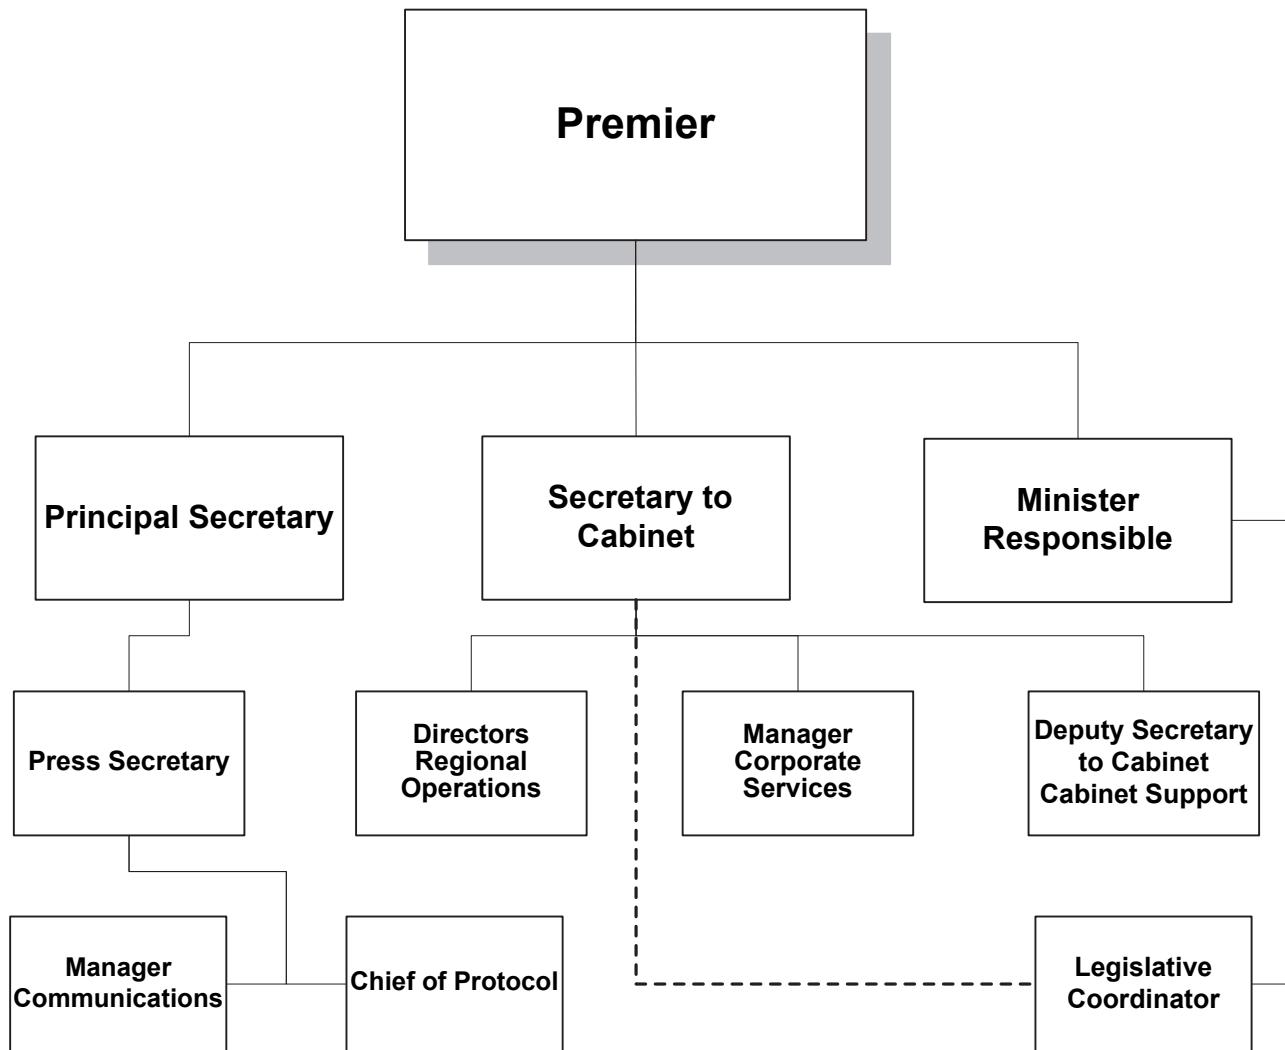 Premier
Principal Secretary
Secretary to
Cabinet
Minister
Responsible
Press Secretary
Directors
Regional
Operations
Manager
Corporate
Services
Deputy Secretary
to Cabinet
Cabinet Support
Manager
Communications
Chief of Protocol
Legislative
Coordinator